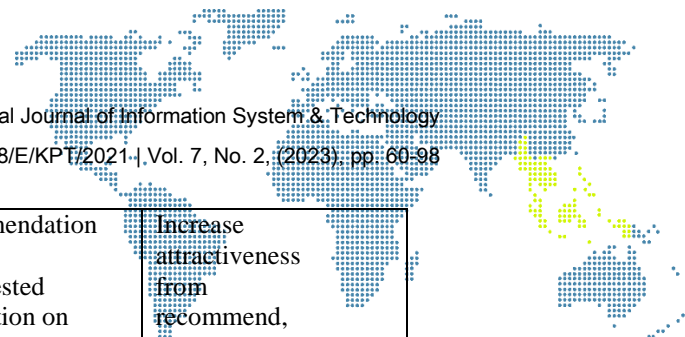 al Journal of Information System & Technology
8/E/KPT/2021 | Vol. 7, No. 2, (2023), pp. 60-98
nendation
ested
tion on
Increase
attractiveness
from
recommend,